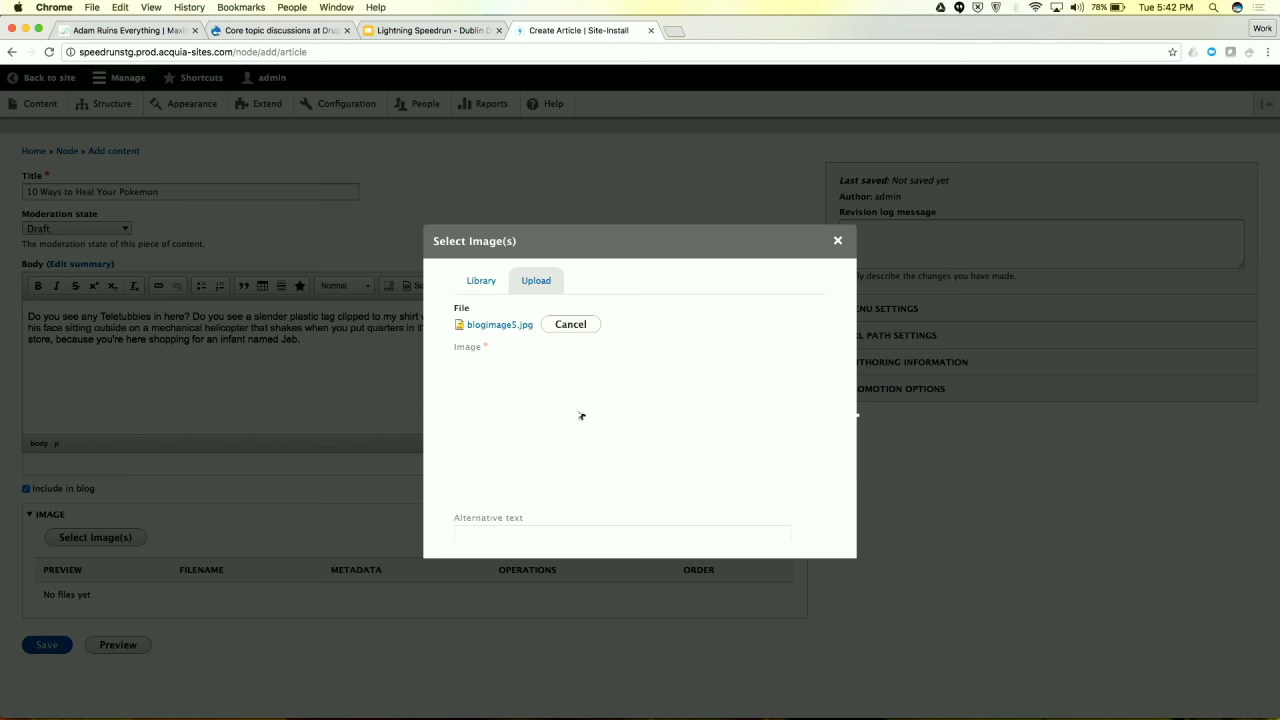 Chrome File Edit View History Bookmarks People Window Help 78% Tue 5:42 PM
Adam Ruins Everything | Maxin Core topic discussions at Drup Lightning Speedrun - Dublin D Create Article | Site-Install Work
speedrunstg.prod.acquia-sites.com/node/add/article
Back to site Manage Shortcuts admin
Content Structure Appearance Extend Configuration People Reports Help
Home » Node » Add content
Title *
10 Ways to Heal Your Pokemon
Moderation state
Draft
The moderation state of this piece of content.
Body (Edit summary)
B I S x² x₂ Tx Normal So
Do you see any Teletubbies in here? Do you see a slender plastic tag clipped to my shirt
his face sitting outside on a mechanical helicopter that shakes when you put quarters in it
store, because you're here shopping for an infant named Jeb.
body p
Include in blog
IMAGE
Select Image(s)
PREVIEW FILENAME METADATA OPERATIONS ORDER
No files yet
Save Preview
Select Image(s)
Library Upload
File
blogimage5.jpg Cancel
Image *
Alternative text
Last saved: Not saved yet
Author: admin
Revision log message
ly describe the changes you have made.
ENU SETTINGS
RL PATH SETTINGS
THORING INFORMATION
OMOTION OPTIONS